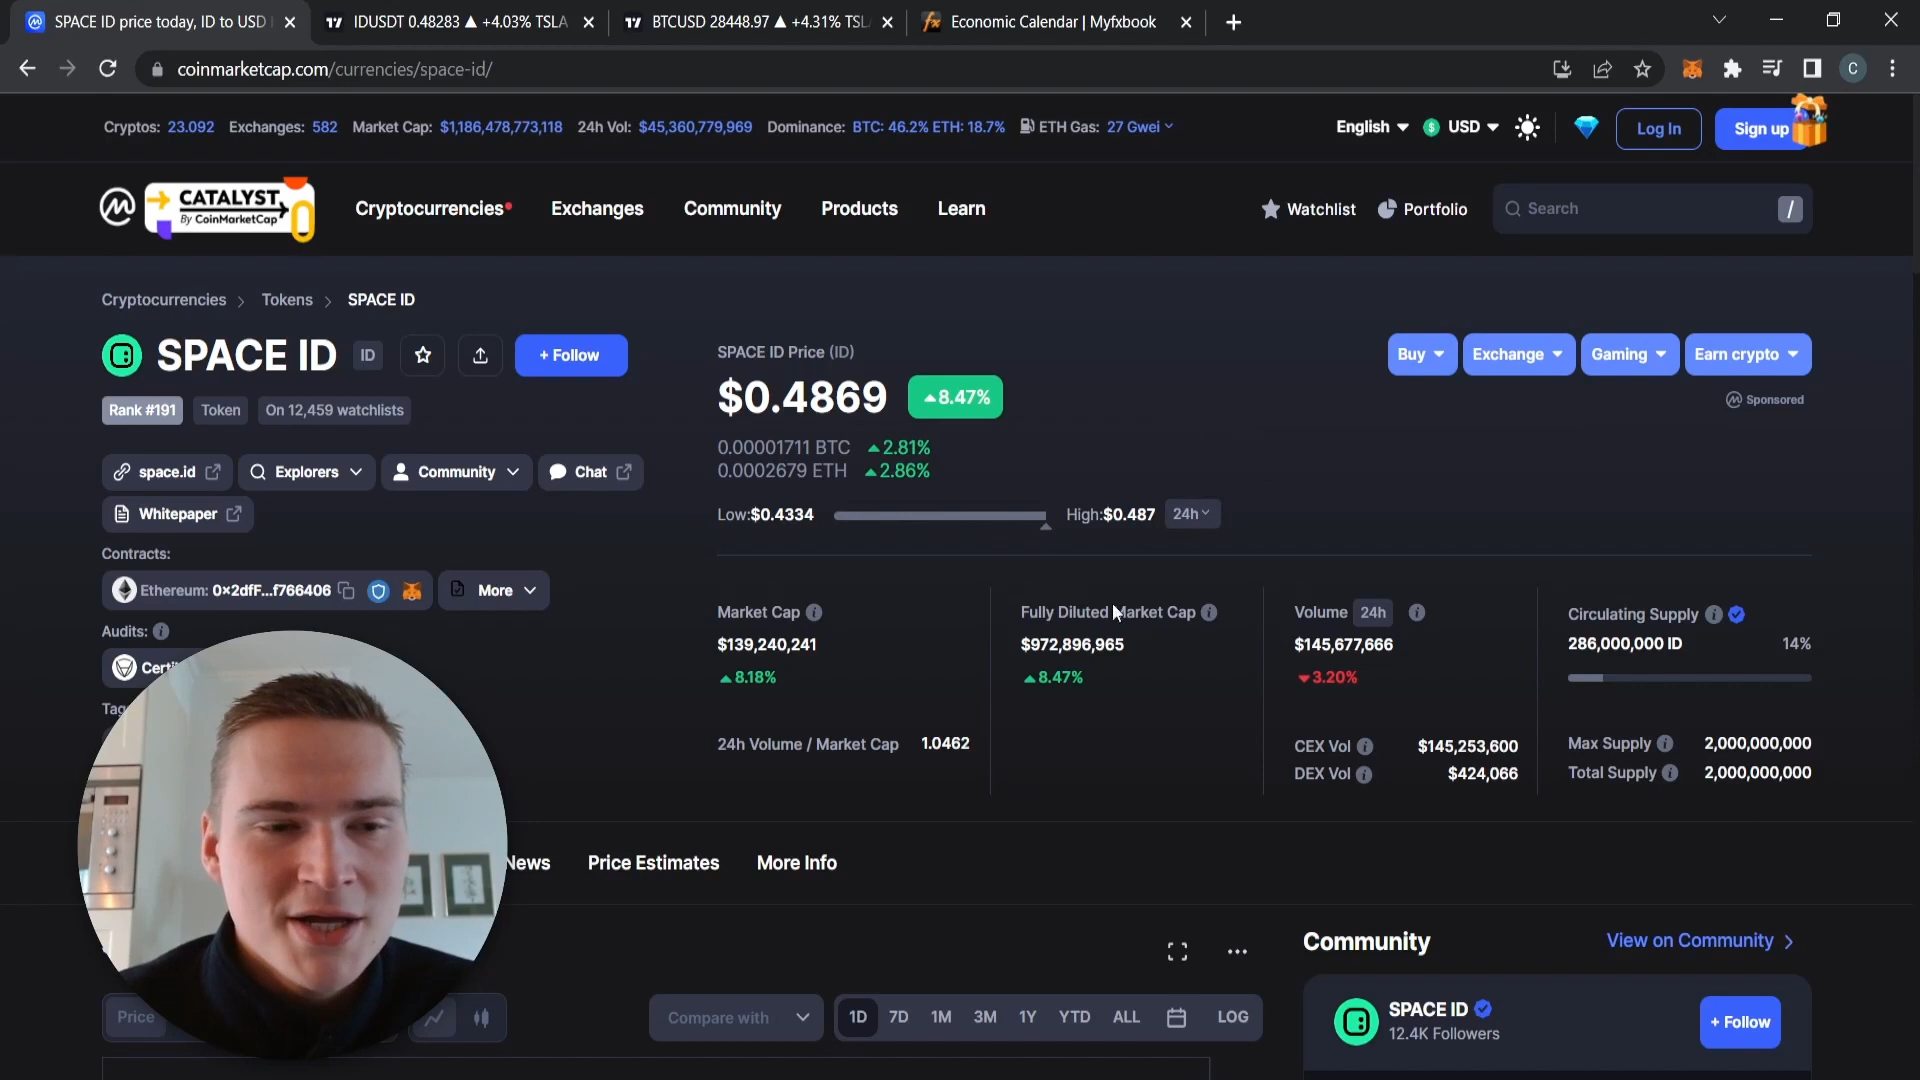 SPACE ID price today, ID to USD
IDUSDT 0.48283 ▲ +4.03% TSLA
BTCUSD 28448.97 ▲ +4.31% TSLA
Economic Calendar | Myfxbook
coinmarketcap.com/currencies/space-id/
C
Cryptos: 23.092 Exchanges: 582 Market Cap: $1,186,478,773,118 24h Vol: $45,360,779,969 Dominance: BTC: 46.2% ETH: 18.7% ETH Gas: 27 Gwei
English USD Log In Sign up
CATALYST
By CoinMarketCap
Cryptocurrencies Exchanges Community Products Learn
Watchlist Portfolio Search /
Cryptocurrencies > Tokens > SPACE ID
SPACE ID ID + Follow
Rank #191 Token On 12,459 watchlists
space.id Explorers Community Chat
Whitepaper
Contracts:
Ethereum: 0x2dfF...f766406 More
Audits:
SPACE ID Price (ID)
$0.4869 8.47%
0.00001711 BTC 2.81%
0.0002679 ETH 2.86%
Low:$0.4334 High:$0.487 24h
Buy Exchange Gaming Earn crypto
Sponsored
Market Cap
$139,240,241
8.18%
24h Volume / Market Cap 1.0462
Fully Diluted Market Cap
$972,896,965
8.47%
Volume 24h
$145,677,666
3.20%
CEX Vol $145,253,600
DEX Vol $424,066
Circulating Supply
286,000,000 ID 14%
Max Supply 2,000,000,000
Total Supply 2,000,000,000
News Price Estimates More Info
Price
Compare with 1D 7D 1M 3M 1Y YTD ALL LOG
Community View on Community >
SPACE ID
12.4K Followers
+ Follow